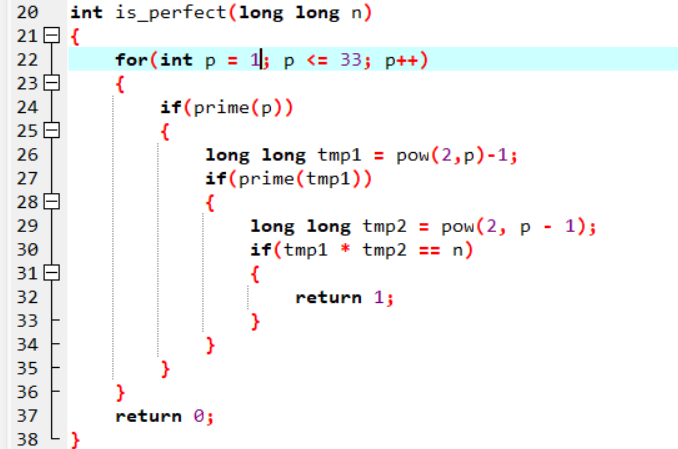 20 int is_perfect(long long n)
21 {
22     for(int p = 1; p <= 33; p++)
23     {
24         if(prime(p))
25         {
26             long long tmp1 = pow(2,p)-1;
27             if(prime(tmp1))
28             {
29                 long long tmp2 = pow(2, p - 1);
30                 if(tmp1 * tmp2 == n)
31                 {
32                     return 1;
33                 }
34             }
35         }
36     }
37     return 0;
38 }